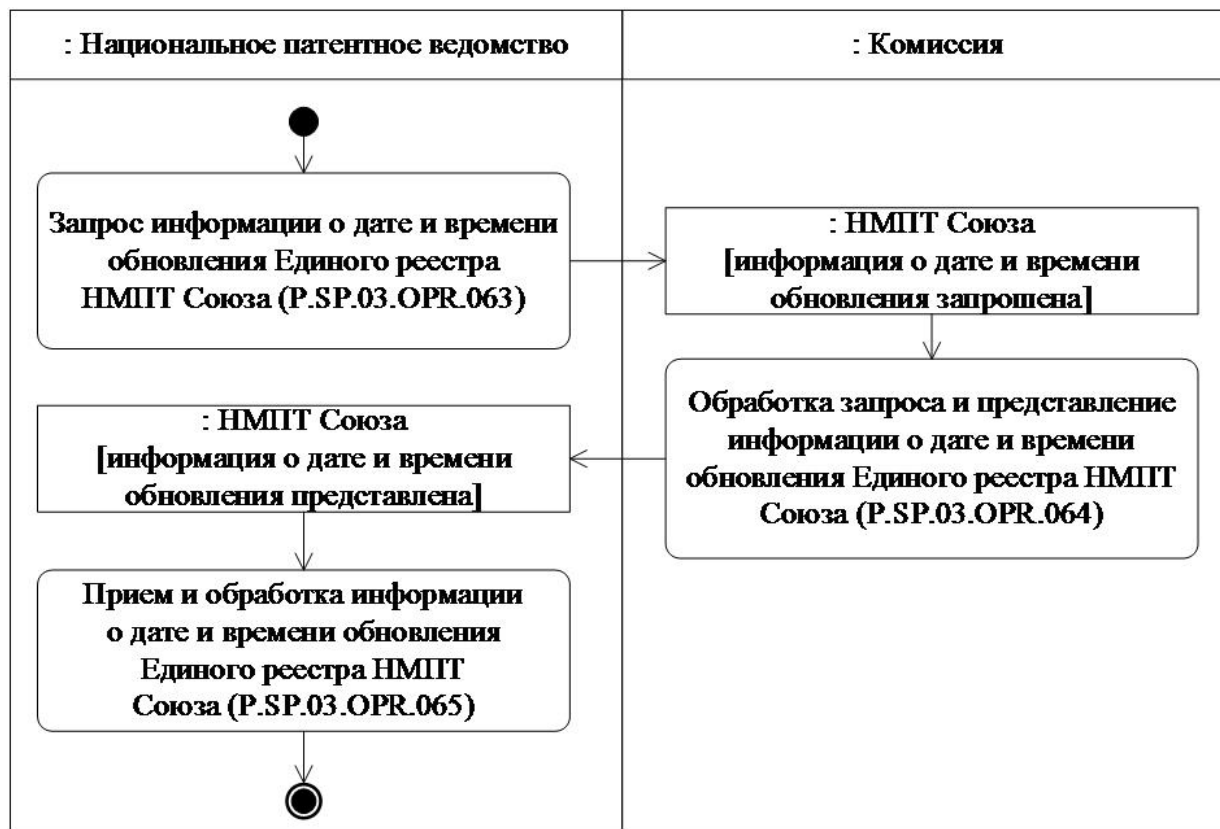 : Национальное патентное ведомство
: Комиссия
Запрос информации о дате и времени
обновления Единого реестра
НМПТ Союза (P.SP.03.OPR.063)
: НМПТ Союза
[информация о дате и времени
обновления запрошена]
Обработка запроса и представление
информации о дате и времени
обновления Единого реестра НМПТ
Союза (P.SP.03.OPR.064)
: НМПТ Союза
[информация о дате и времени
обновления представлена]
Прием и обработка информации
о дате и времени обновления
Единого реестра НМПТ
Союза (P.SP.03.OPR.065)